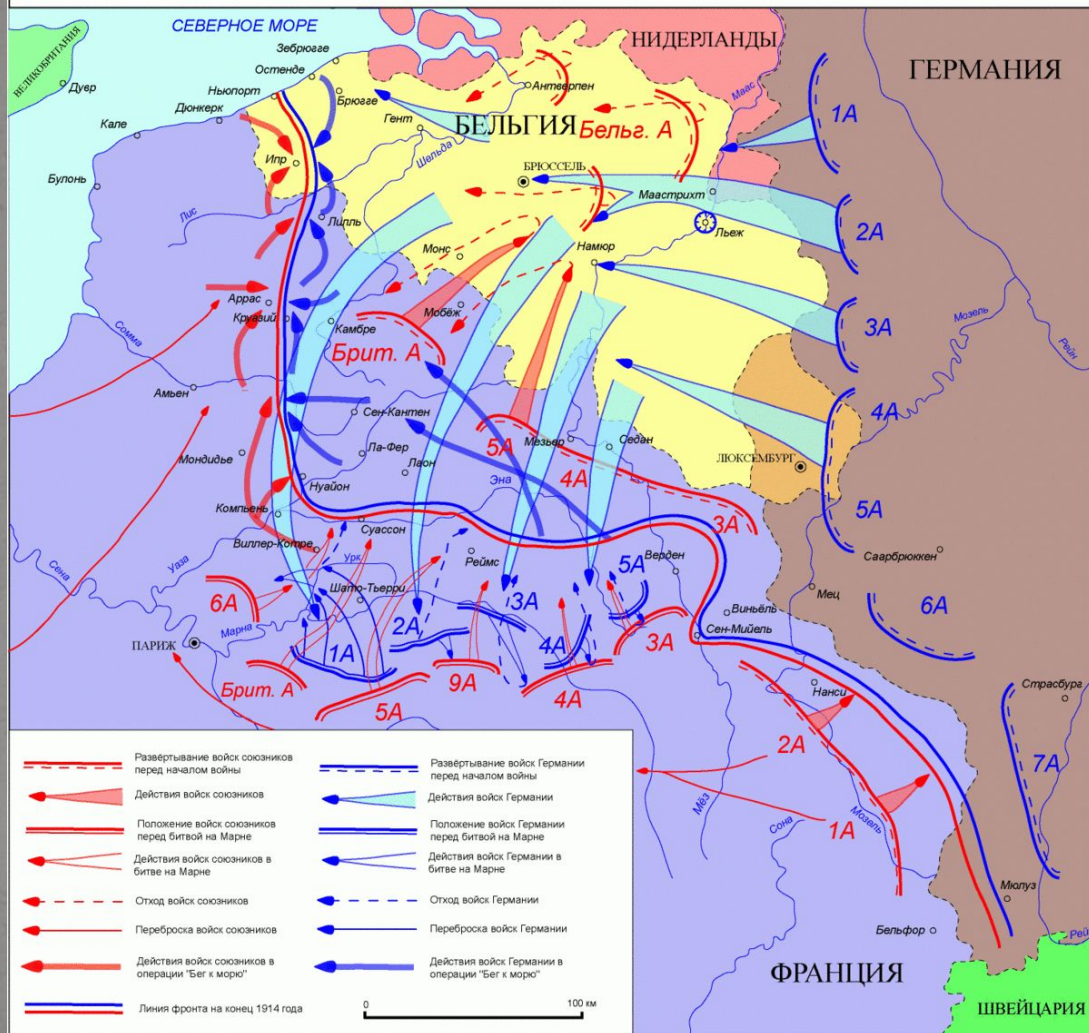 СЕВЕРНОЕ МОРЕ
НИДЕРЛАНДЫ
ГЕРМАНИЯ
ВЕЛИКОБРИТАНИЯ
Дувр
Зебрюгге
Остенде
Ньюпорт
Брюгге
Антверпен
Маас
1А
Дюнкерк
Кале
Гент
БЕЛЬГИЯ
Бельг. А
Шельда
Ипр
БРЮССЕЛЬ
Булонь
Маастрихт
Лис
Лилль
Льеж
2А
Монс
Намюр
Аррас
Круазий
Мобёж
3А
Мозель
Рейн
Сомма
Камбре
Брит. А
Амьен
Сен-Кантен
4А
5А
Мезьер
Седан
Мондидье
Ла-Фер
Лаон
4А
ЛЮКСЕМБУРГ
Нуайон
Эна
5А
Компьень
Суассон
3А
Саарбрюккен
Виллер-Котре
Урк
Реймс
Верден
5А
Сена
Уаза
6А
Шато-Тьерри
3А
Мец
6А
Виньёль
Марна
2А
Сен-Мийель
ПАРИЖ
1А
4А
3А
Брит. А
9А
5А
4А
Нанси
Страсбург
2А
7А
Мёз
Сона
1А
Мозель
Мюлуз
Бельфор
Рей
ФРАНЦИЯ
ШВЕЙЦАРИЯ
Развёртывание войск союзников
перед началом войны
Действия войск союзников
Положение войск союзников
перед битвой на Марне
Действия войск союзников в
битве на Марне
Отход войск союзников
Переброска войск союзников
Действия войск союзников в
операции "Бег к морю"
Линия фронта на конец 1914 года
Развёртывание войск Германии
перед началом войны
Действия войск Германии
Положение войск Германии
перед битвой на Марне
Действия войск Германии в
битве на Марне
Отход войск Германии
Переброска войск Германии
Действия войск Германии в
операции "Бег к морю"
0
100 км